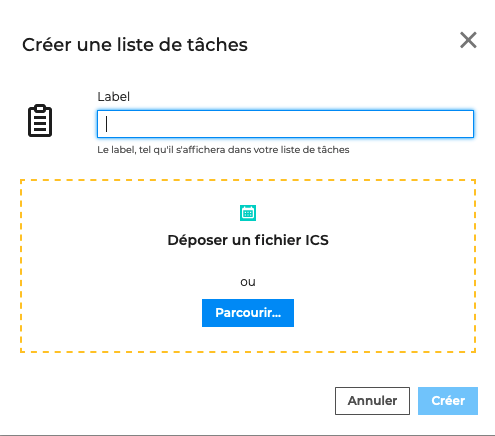 Créer une liste de tâches
Label
Le label, tel qu'il s'affichera dans votre liste de tâches
Déposer un fichier ICS
ou
Parcourir...
Annuler
Créer